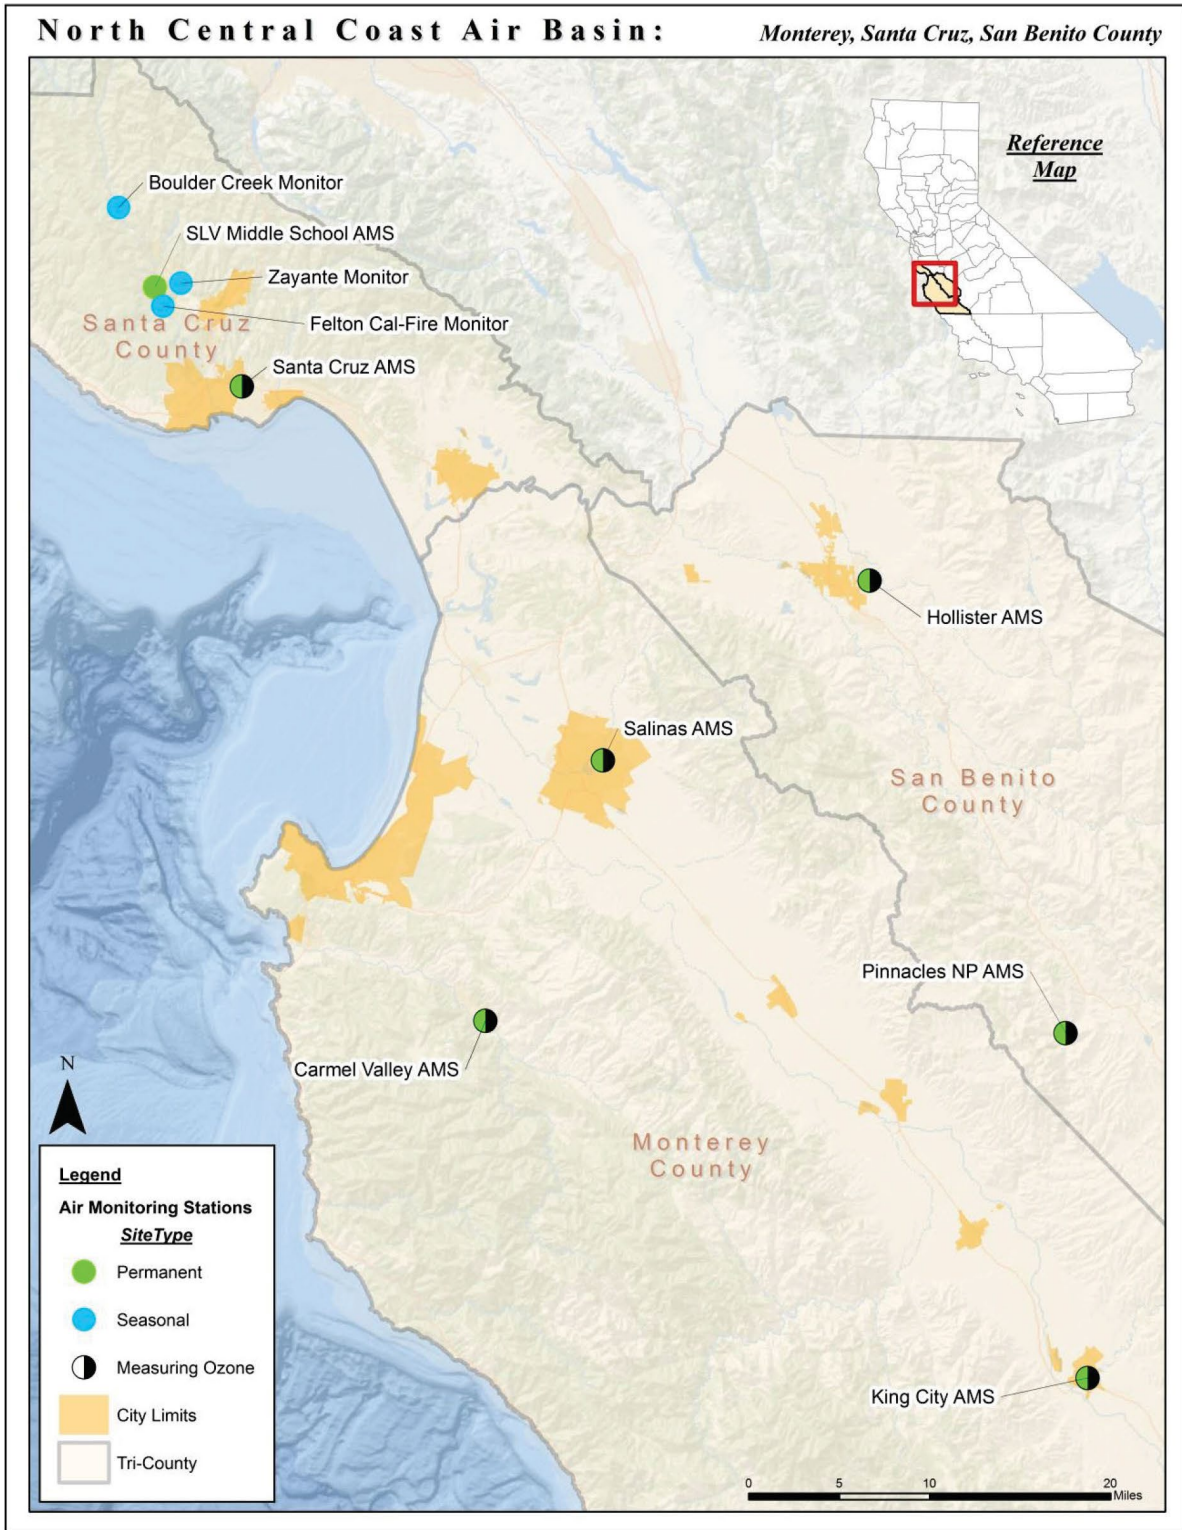 North Central Coast Air Basin:
Monterey, Santa Cruz, San Benito County
Reference
Map
Boulder Creek Monitor
SLV Middle School AMS
Zayante Monitor
Felton Cal-Fire Monitor
Santa Cruz
County
Santa Cruz AMS
Hollister AMS
Salinas AMS
San Benito
County
Pinnacles NP AMS
Carmel Valley AMS
Monterey
County
King City AMS
N
Legend
Air Monitoring Stations
SiteType
Permanent
Seasonal
Measuring Ozone
City Limits
Tri-County
0 5 10 20
Miles